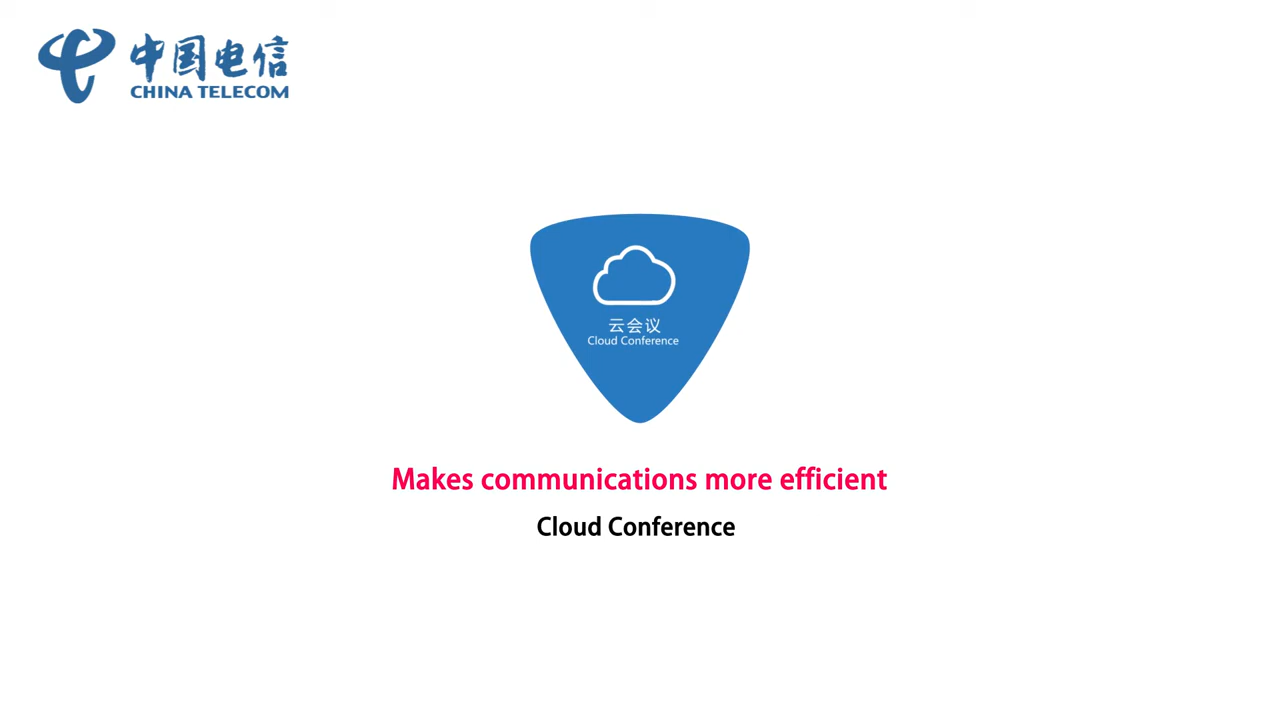 中国电信
CHINA TELECOM
云会议
Cloud Conference
Makes communications more efficient
Cloud Conference